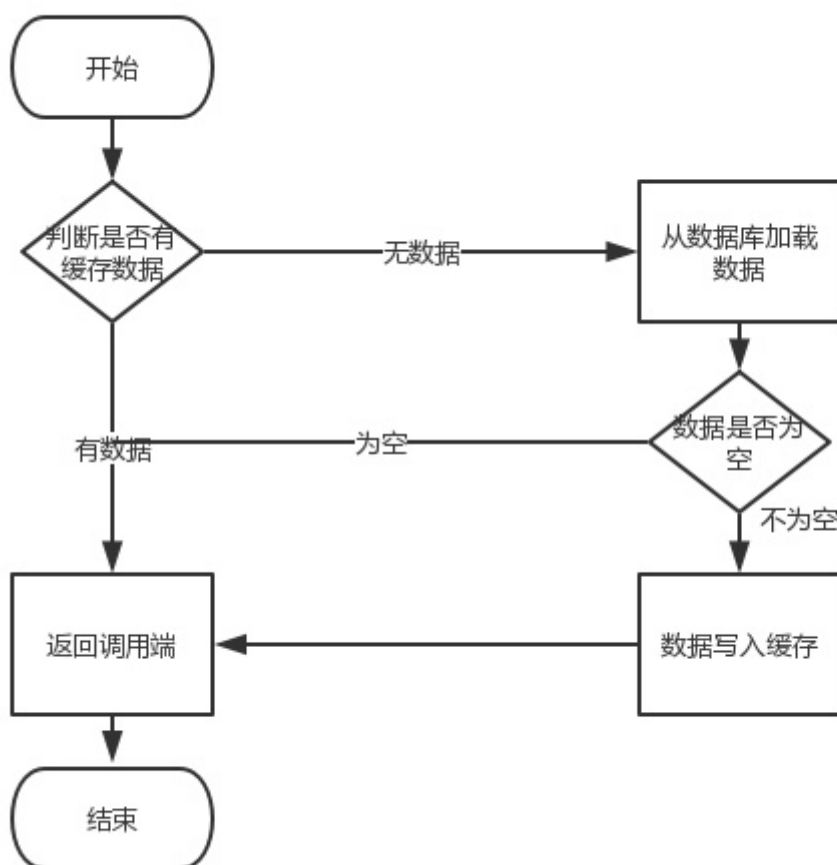 开始
判断是否有
缓存数据
无数据
从数据库加载
数据
有数据
为空
数据是否为
空
不为空
返回调用端
数据写入缓存
结束